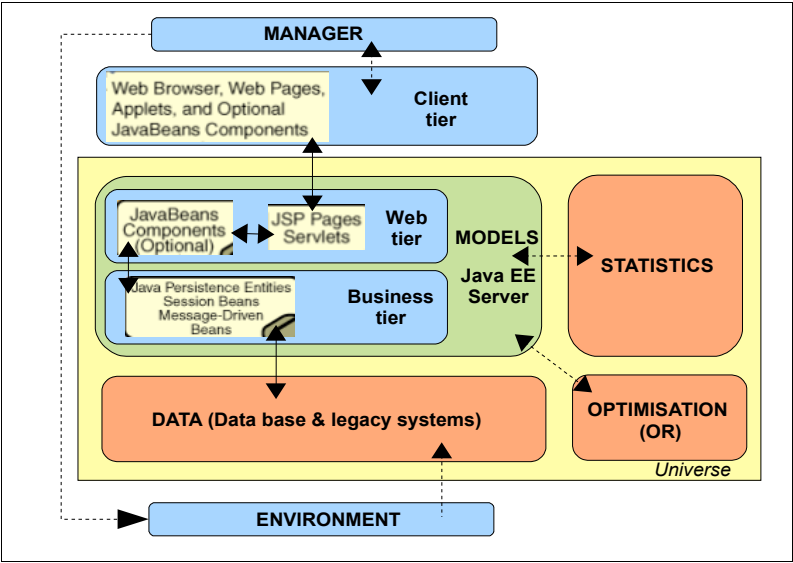 MANAGER
Web Browser, Web Pages,
Applets, and Optional
JavaBeans Components
Client
tier
JavaBeans
Components
(Optional)
JSP Pages
Servlets
Web
tier
MODELS
Java EE
Server
STATISTICS
Java Persistence Entities
Session Beans
Message-Driven
Beans
Business
tier
DATA (Data base & legacy systems)
OPTIMISATION
(OR)
Universe
ENVIRONMENT